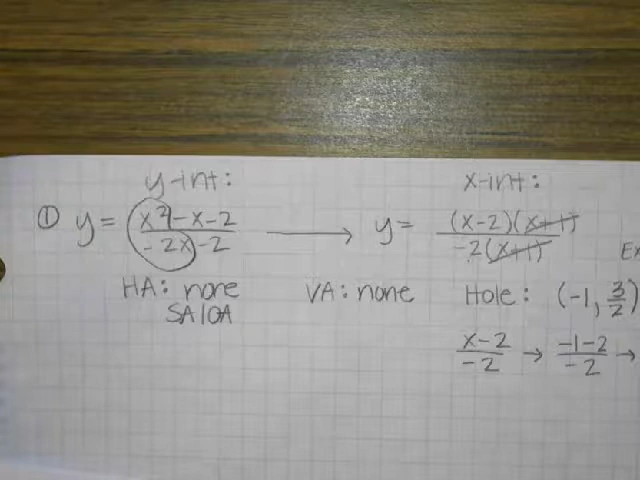 y-int: x-int:
① y = (x² - x - 2)/(-2x - 2) → y = ((x-2)(x+1))/(-2(x+1))
Ex
HA: none VA: none Hole: (-1, 3/2)
SA/OA
(x-2)/(-2) → (-1-2)/(-2) →